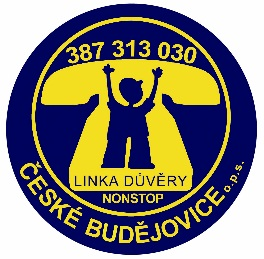 387 313 030
LINKA DŮVĚRY
NONSTOP
ČESKÉ BUDĚJOVICE o.p.s.